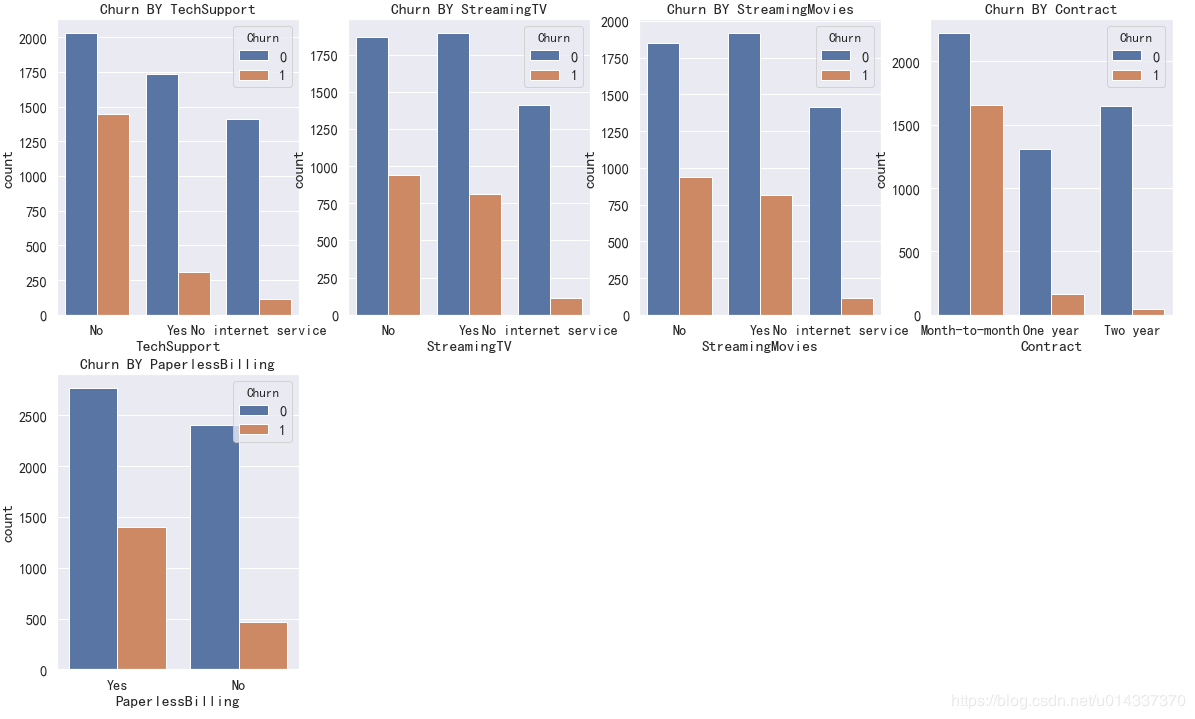 Churn BY TechSupport
Churn
0
1
count
2000
1750
1500
1250
1000
750
500
250
0
No
Yes
No internet service
TechSupport
Churn BY StreamingTV
Churn
0
1
count
1750
1500
1250
1000
750
500
250
0
No
Yes
No internet service
StreamingTV
Churn BY StreamingMovies
Churn
0
1
count
2000
1750
1500
1250
1000
750
500
250
0
No
Yes
No internet service
StreamingMovies
Churn BY Contract
Churn
0
1
count
2000
1500
1000
500
0
Month-to-month
One year
Two year
Contract
Churn BY PaperlessBilling
Churn
0
1
count
2500
2000
1500
1000
500
0
Yes
No
PaperlessBilling
https://blog.csdn.net/u014337370